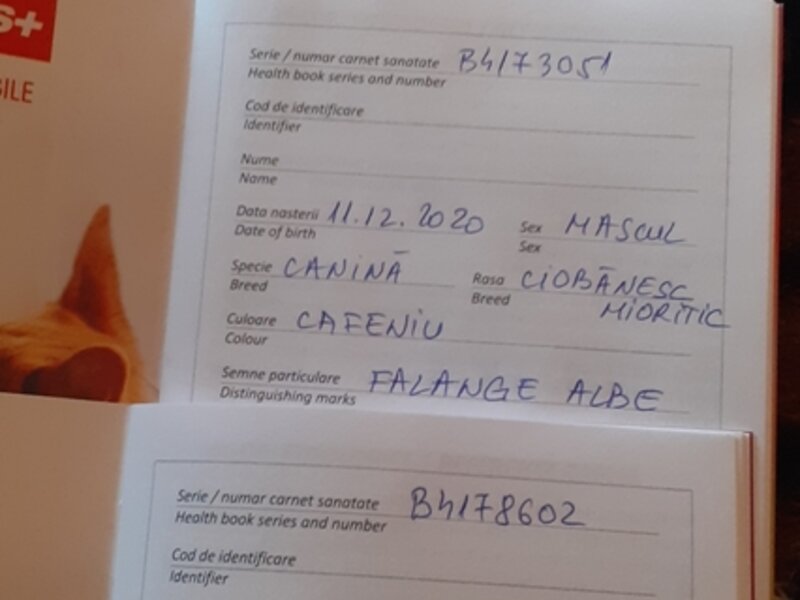 s+
BILE
Serie / numar carnet sanatate B4173051
Health book series and number
Cod de identificare
Identifier
Nume
Name
Data nasterii 11.12.2020 Sex MASCUL
Date of birth Sex
Specie CANINĂ Rasa CIOBĂNESC
Breed Breed MIORITIC
Culoare CAFENIU
Colour
Semne particulare FALANGE ALBE
Distinguishing marks
Serie / numar carnet sanatate B4178602
Health book series and number
Cod de identificare
Identifier